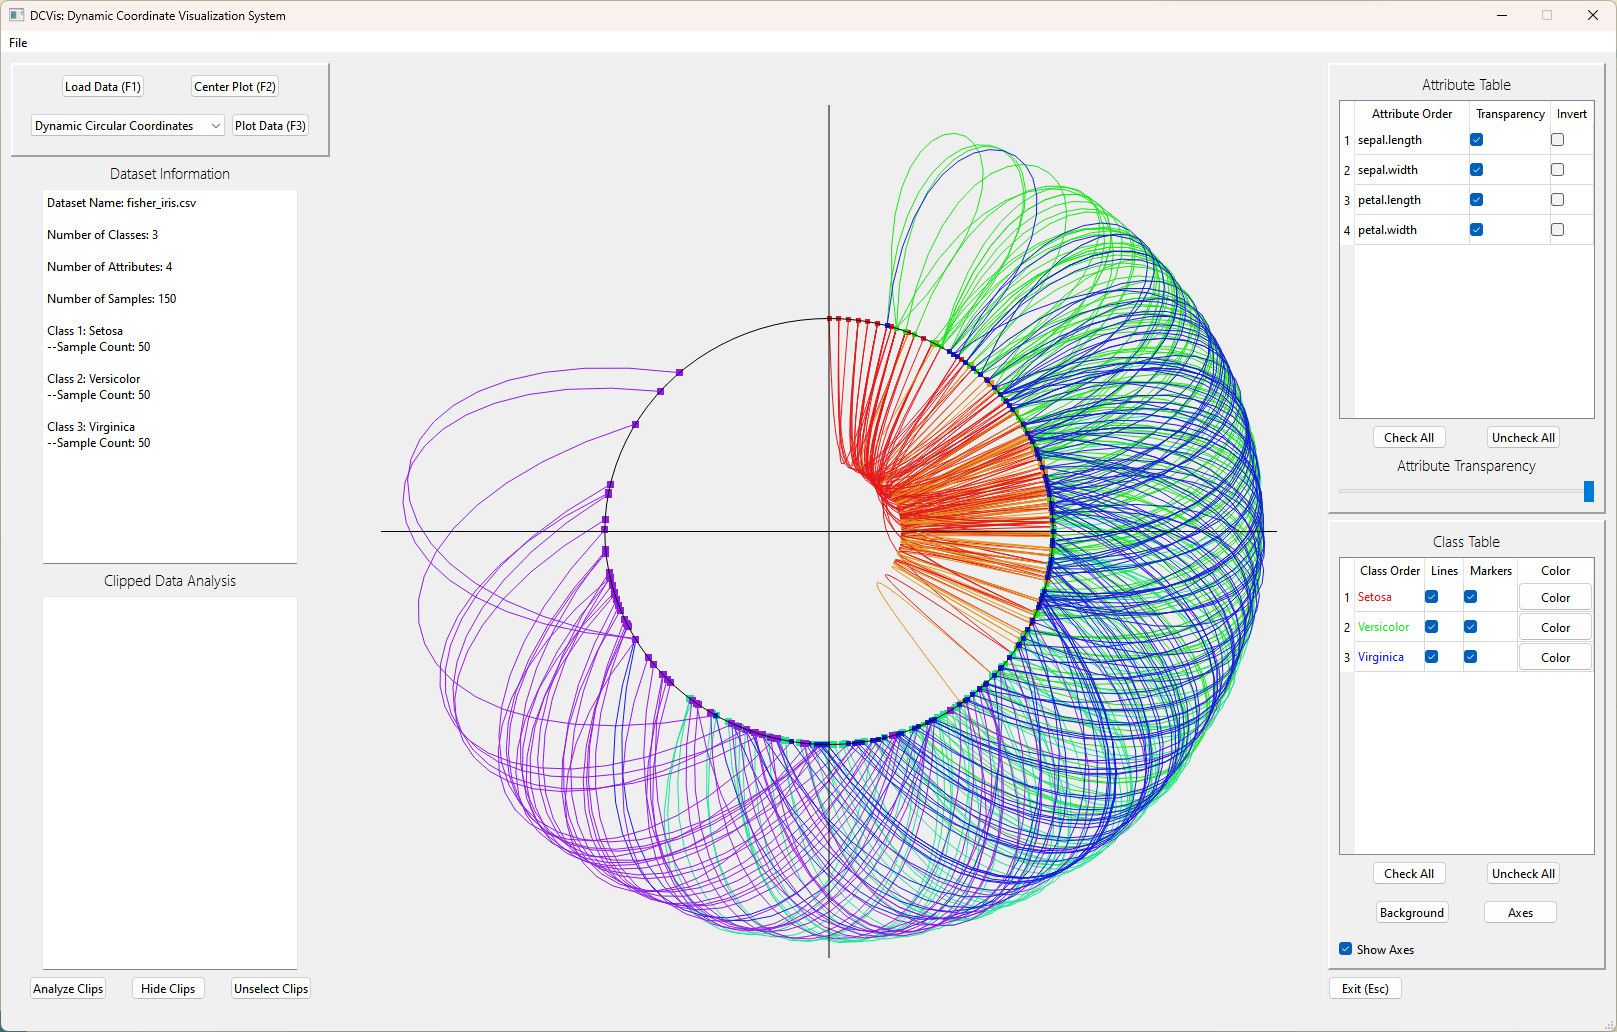 DCVis: Dynamic Coordinate Visualization System
File
Load Data (F1)
Center Plot (F2)
Dynamic Circular Coordinates
Plot Data (F3)
Dataset Information
Dataset Name: fisher_iris.csv
Number of Classes: 3
Number of Attributes: 4
Number of Samples: 150
Class 1: Setosa
--Sample Count: 50
Class 2: Versicolor
--Sample Count: 50
Class 3: Virginica
--Sample Count: 50
Clipped Data Analysis
Analyze Clips
Hide Clips
Unselect Clips
Attribute Table
Attribute Order Transparency Invert
1 sepal.length
2 sepal.width
3 petal.length
4 petal.width
Check All
Uncheck All
Attribute Transparency
Class Table
Class Order Lines Markers Color
1 Setosa Color
2 Versicolor Color
3 Virginica Color
Check All
Uncheck All
Background
Axes
Show Axes
Exit (Esc)